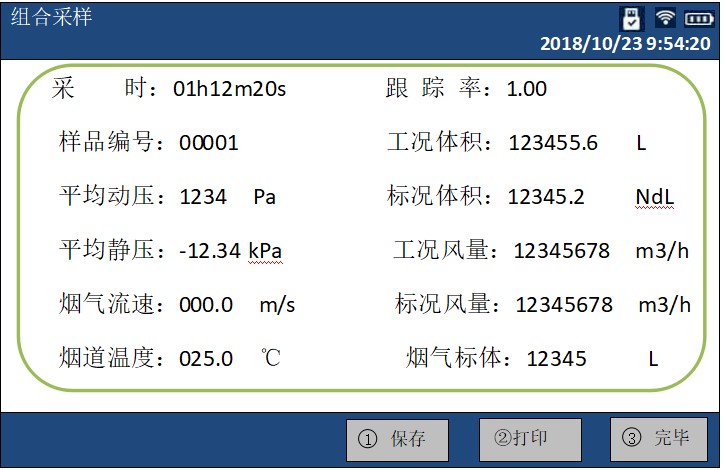 组合采样
2018/10/23 9:54:20
采 时：01h12m20s 跟 踪 率：1.00
样品编号：00001 工况体积：123455.6 L
平均动压：1234 Pa 标况体积：12345.2 NdL
平均静压：-12.34 kPa 工况风量：12345678 m3/h
烟气流速：000.0 m/s 标况风量：12345678 m3/h
烟道温度：025.0 ℃ 烟气标体：12345 L
① 保存 ②打印 ③ 完毕